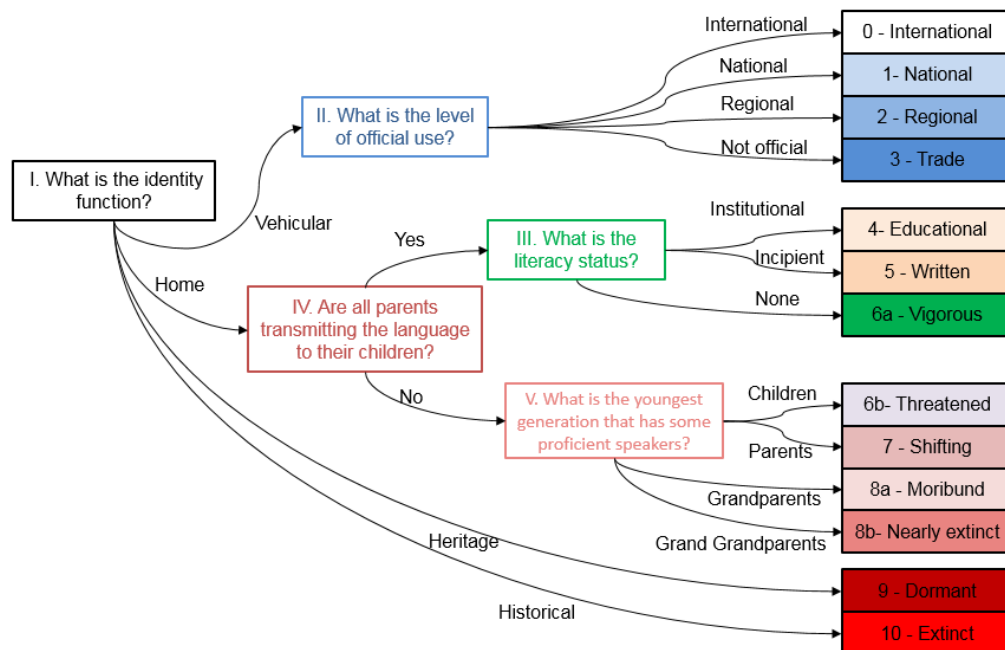 International
0 - International
National
1- National
Regional
2 - Regional
Not official
3 - Trade
II. What is the level
of official use?
I. What is the identity
function?
Vehicular
Institutional
4- Educational
Yes
III. What is the
literacy status?
Incipient
5 - Written
Home
None
6a - Vigorous
IV. Are all parents
transmitting the language
to their children?
No
Children
6b- Threatened
V. What is the youngest
generation that has some
proficient speakers?
Parents
7 - Shifting
Grandparents
8a - Moribund
Grand Grandparents
8b- Nearly extinct
Heritage
9 - Dormant
Historical
10 - Extinct